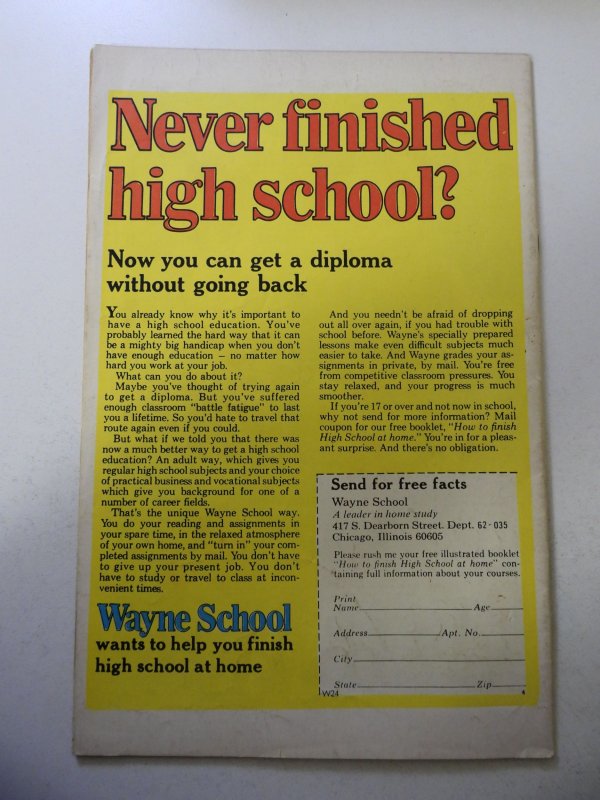 Never finished
high school?
Now you can get a diploma
without going back
You already know why it's important to
have a high school education. You've
probably learned the hard way that it can
be a mighty big handicap when you don't
have enough education – no matter how
hard you work at your job.
What can you do about it?
Maybe you've thought of trying again
to get a diploma. But you've suffered
enough classroom "battle fatigue" to last
you a lifetime. So you'd hate to travel that
route again even if you could.
But what if we told you that there was
now a much better way to get a high school
education? An adult way, which gives you
regular high school subjects and your choice
of practical business and vocational subjects
which give you background for one of a
number of career fields.
That's the unique Wayne School way.
You do your reading and assignments in
your spare time, in the relaxed atmosphere
of your own home, and "turn in" your com-
pleted assignments by mail. You don't have
to give up your present job. You don't
have to study or travel to class at incon-
venient times.
Wayne School
wants to help you finish
high school at home
And you needn't be afraid of dropping
out all over again, if you had trouble with
school before. Wayne's specially prepared
lessons make even difficult subjects much
easier to take. And Wayne grades your as-
signments in private, by mail. You're free
from competitive classroom pressures. You
stay relaxed, and your progress is much
smoother.
If you're 17 or over and not now in school,
why not send for more information? Mail
coupon for our free booklet, "How to finish
High School at home." You're in for a pleas-
ant surprise. And there's no obligation.
Send for free facts
Wayne School
A leader in home study
417 S. Dearborn Street. Dept. 62-035
Chicago, Illinois 60605
Please rush me your free illustrated booklet
"How to finish High School at home" con-
taining full information about your courses.
Print
Name Age
Address Apt. No.
City
State Zip
W24 4